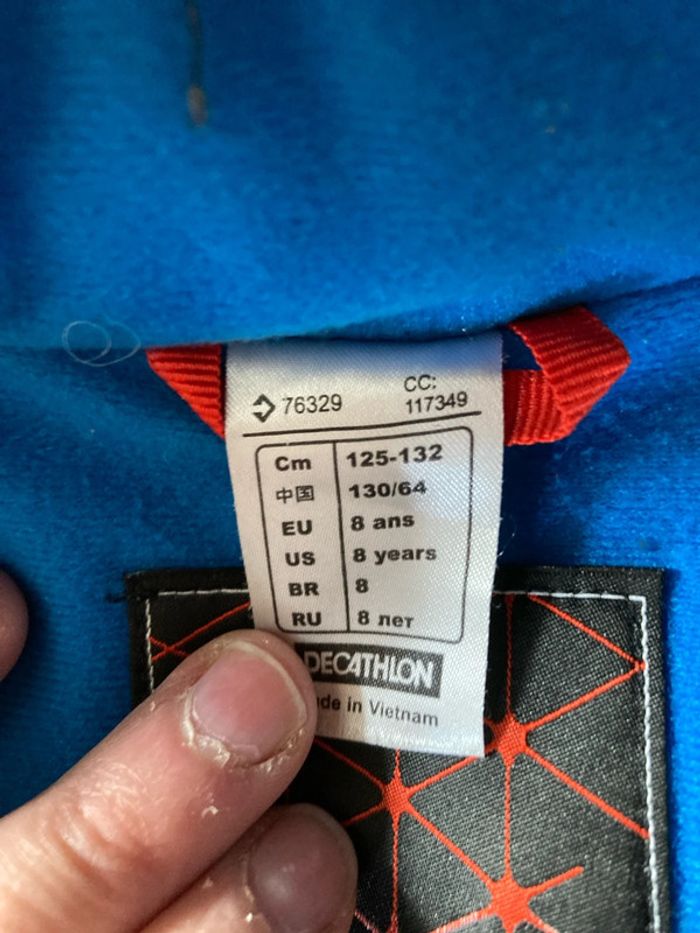 76329
CC:
117349
Cm 125-132
中国 130/64
EU 8 ans
US 8 years
BR 8
RU 8 лет
DECATHLON
in Vietnam